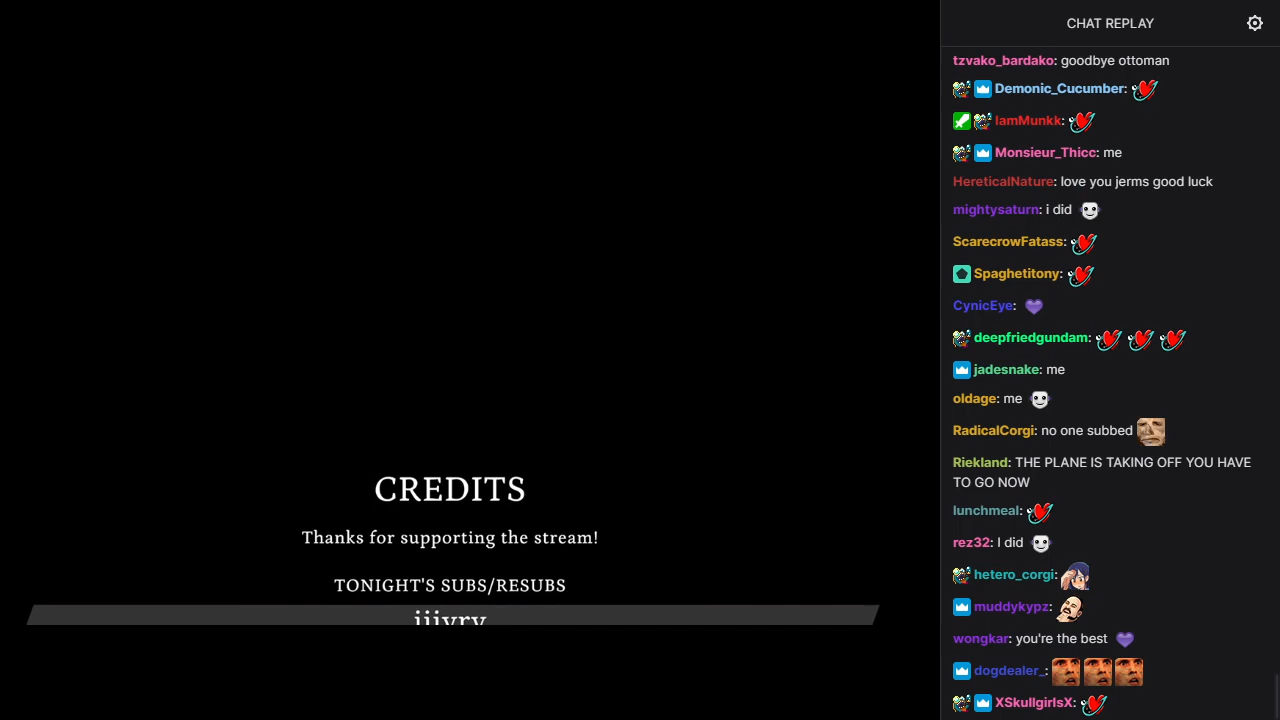 CHAT REPLAY
tzvako_bardako: goodbye ottoman
Demonic_Cucumber:
IamMunkk:
Monsieur_Thicc: me
HereticalNature: love you jerms good luck
mightysaturn: i did
ScarecrowFatass:
Spaghetitony:
CynicEye:
deepfriedgundam:
jadesnake: me
oldage: me
RadicalCorgi: no one subbed
Riekland: THE PLANE IS TAKING OFF YOU HAVE
TO GO NOW
lunchmeal:
rez32: I did
hetero_corgi:
muddykypz:
wongkar: you're the best
dogdealer_:
XSkullgirlsX:
CREDITS
Thanks for supporting the stream!
TONIGHT'S SUBS/RESUBS